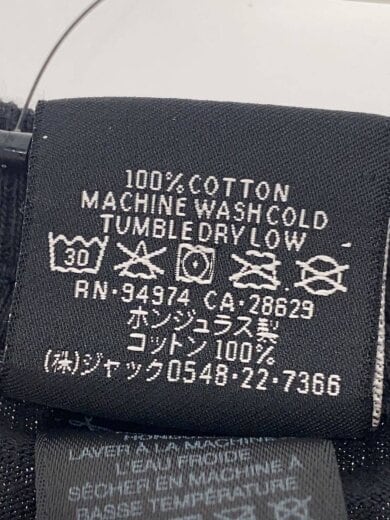 100% COTTON
MACHINE WASH COLD
TUMBLE DRY LOW
30
RN·94974 CA·28629
ホンジュラス製
コットン 100%
(株)ジャック0548·22·7366
LAVER À LA MACHINE
L'EAU FROIDE
SÉCHER EN MACHINE À
BASSE TEMPÉRATURE